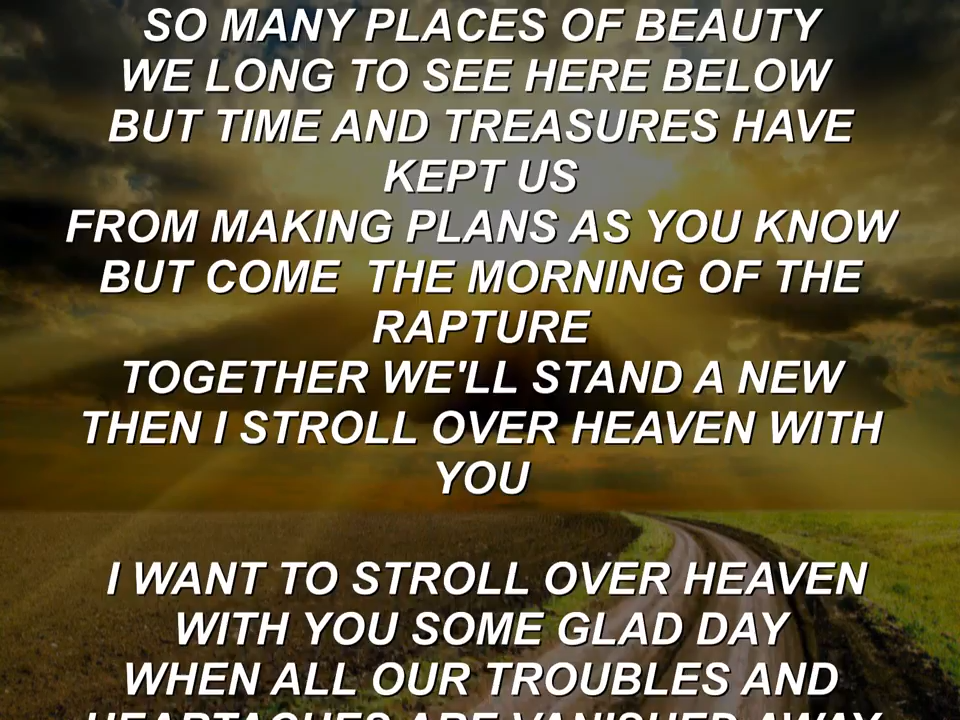 SO MANY PLACES OF BEAUTY
WE LONG TO SEE HERE BELOW
BUT TIME AND TREASURES HAVE
KEPT US
FROM MAKING PLANS AS YOU KNOW
BUT COME  THE MORNING OF THE
RAPTURE
TOGETHER WE'LL STAND A NEW
THEN I STROLL OVER HEAVEN WITH
YOU

I WANT TO STROLL OVER HEAVEN
WITH YOU SOME GLAD DAY
WHEN ALL OUR TROUBLES AND
HEARTACHES ARE VANISHED AWAY